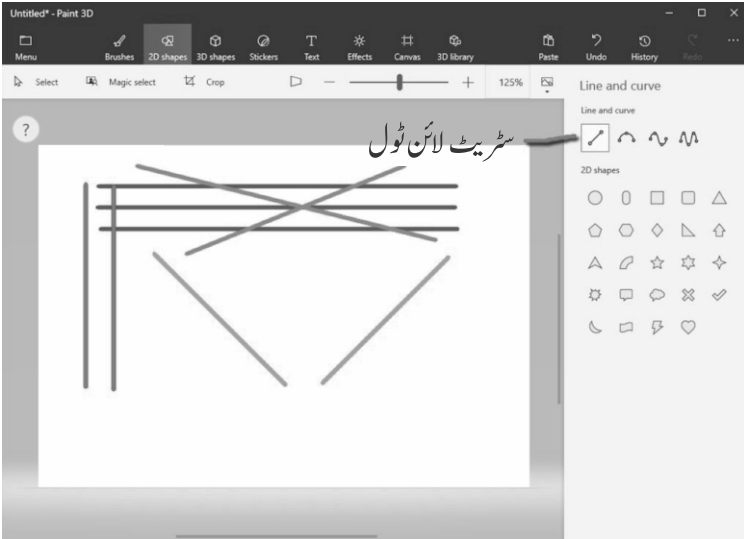 Untitled* - Paint 3D
Menu
Brushes
2D shapes
3D shapes
Stickers
Text
Effects
Canvas
3D library
Paste
Undo
History
Redo
Select
Magic select
Crop
125%
Line and curve
?
Line and curve
سٹریٹ لائن ٹول
2D shapes